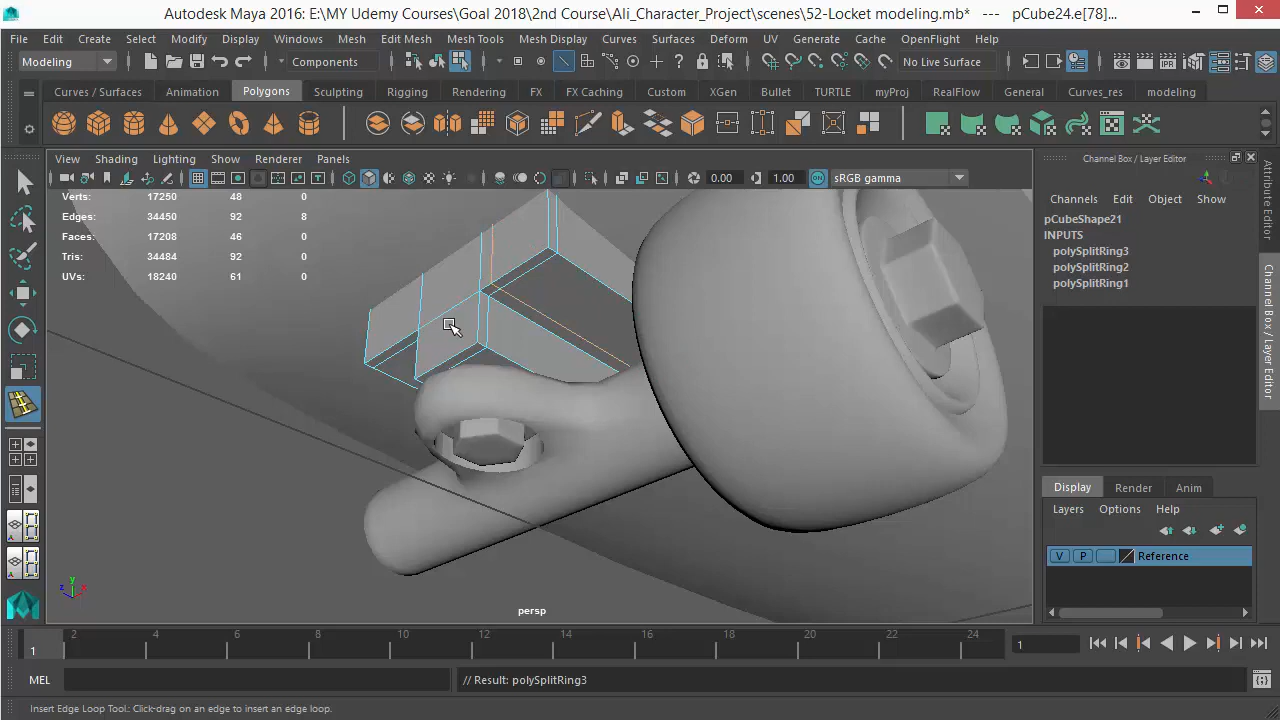 Autodesk Maya 2016: E:\MY Udemy Courses\Goal 2018\2nd Course\Ali_Character_Project\scenes\52-Locket modeling.mb* --- pCube24.e[78]...
File Edit Create Select Modify Display Windows Mesh Edit Mesh Mesh Tools Mesh Display Curves Surfaces Deform UV Generate Cache OpenFlight Help
Modeling Components No Live Surface
Curves / Surfaces Animation Polygons Sculpting Rigging Rendering FX FX Caching Custom XGen Bullet TURTLE myProj RealFlow General Curves_res modeling
View Shading Lighting Show Renderer Panels
0.00 1.00 ON sRGB gamma
Verts: 17250 48 0
Edges: 34450 92 8
Faces: 17208 46 0
Tris: 34484 92 0
UVs: 18240 61 0
y
z x
persp
Channel Box / Layer Editor
Channels Edit Object Show
pCubeShape21
INPUTS
polySplitRing3
polySplitRing2
polySplitRing1
Attribute Editor
Channel Box / Layer Editor
Display Render Anim
Layers Options Help
V P Reference
1 2 4 6 8 10 12 14 16 18 20 22 24 1
MEL // Result: polySplitRing3
Insert Edge Loop Tool: Click-drag on an edge to insert an edge loop.